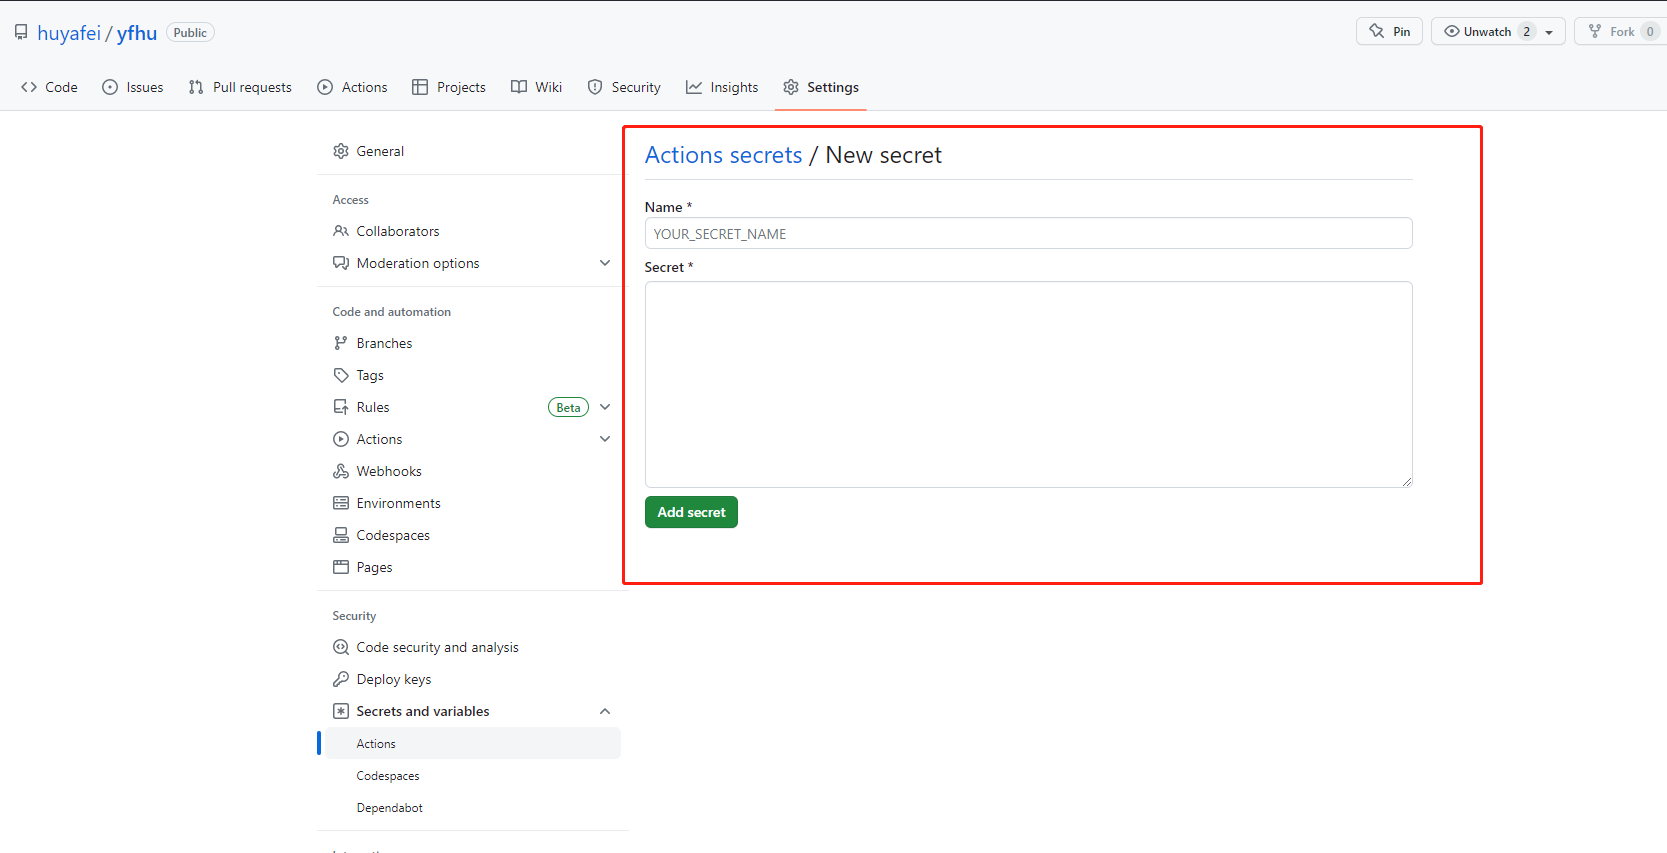 huyafei / yfhu Public
Pin
Unwatch 2
Fork 0
Code
Issues
Pull requests
Actions
Projects
Wiki
Security
Insights
Settings
General
Access
Collaborators
Moderation options
Code and automation
Branches
Tags
Rules Beta
Actions
Webhooks
Environments
Codespaces
Pages
Security
Code security and analysis
Deploy keys
Secrets and variables
Actions
Codespaces
Dependabot
Actions secrets / New secret
Name *
YOUR_SECRET_NAME
Secret *
Add secret